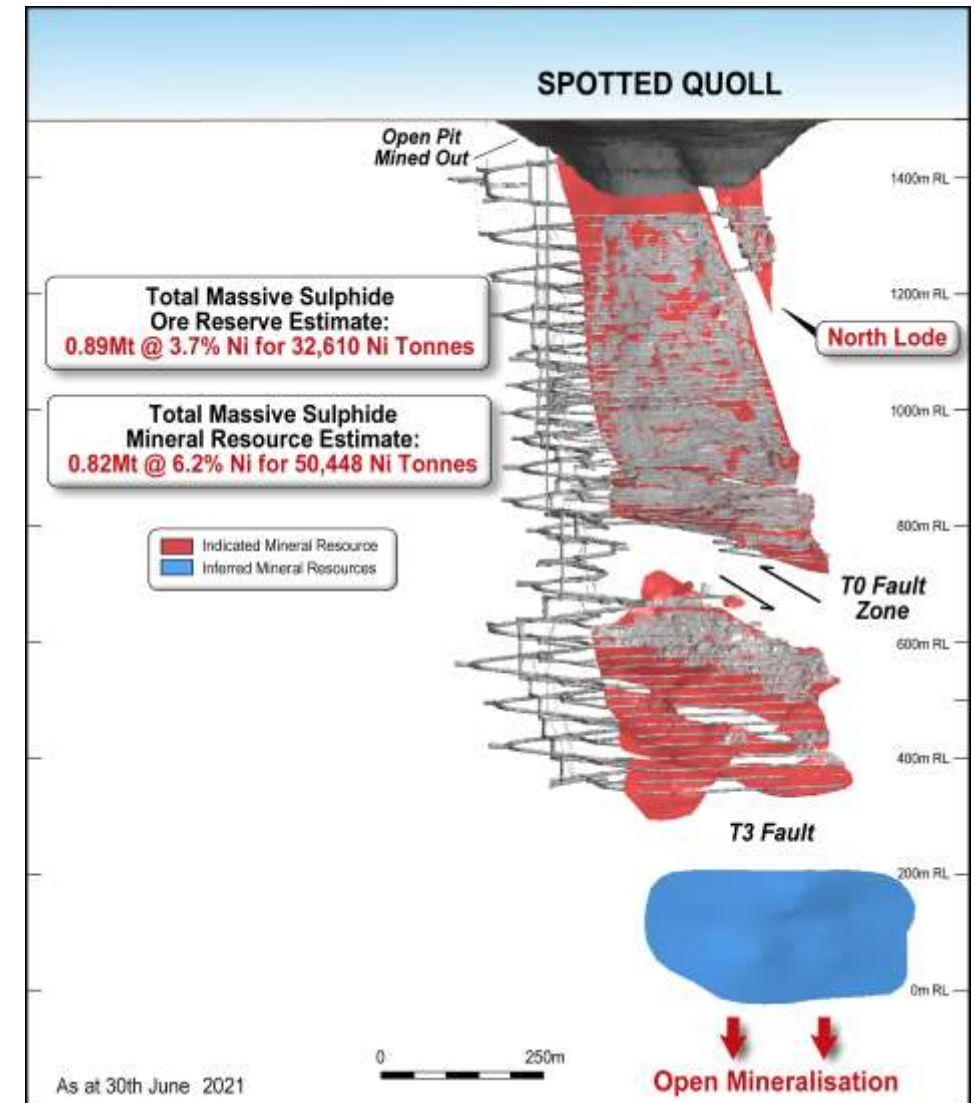 SPOTTED QUOLL
Open Pit
Mined Out
1400m RL
1200m RL
Total Massive Sulphide
Ore Reserve Estimate:
0.89Mt @ 3.7% Ni for 32,610 Ni Tonnes
North Lode
1000m RL
Total Massive Sulphide
Mineral Resource Estimate:
0.82Mt @ 6.2% Ni for 50,448 Ni Tonnes
800m RL
Indicated Mineral Resource
Inferred Mineral Resources
T0 Fault
Zone
600m RL
400m RL
T3 Fault
200m RL
0m RL
0 250m
Open Mineralisation
As at 30th June 2021